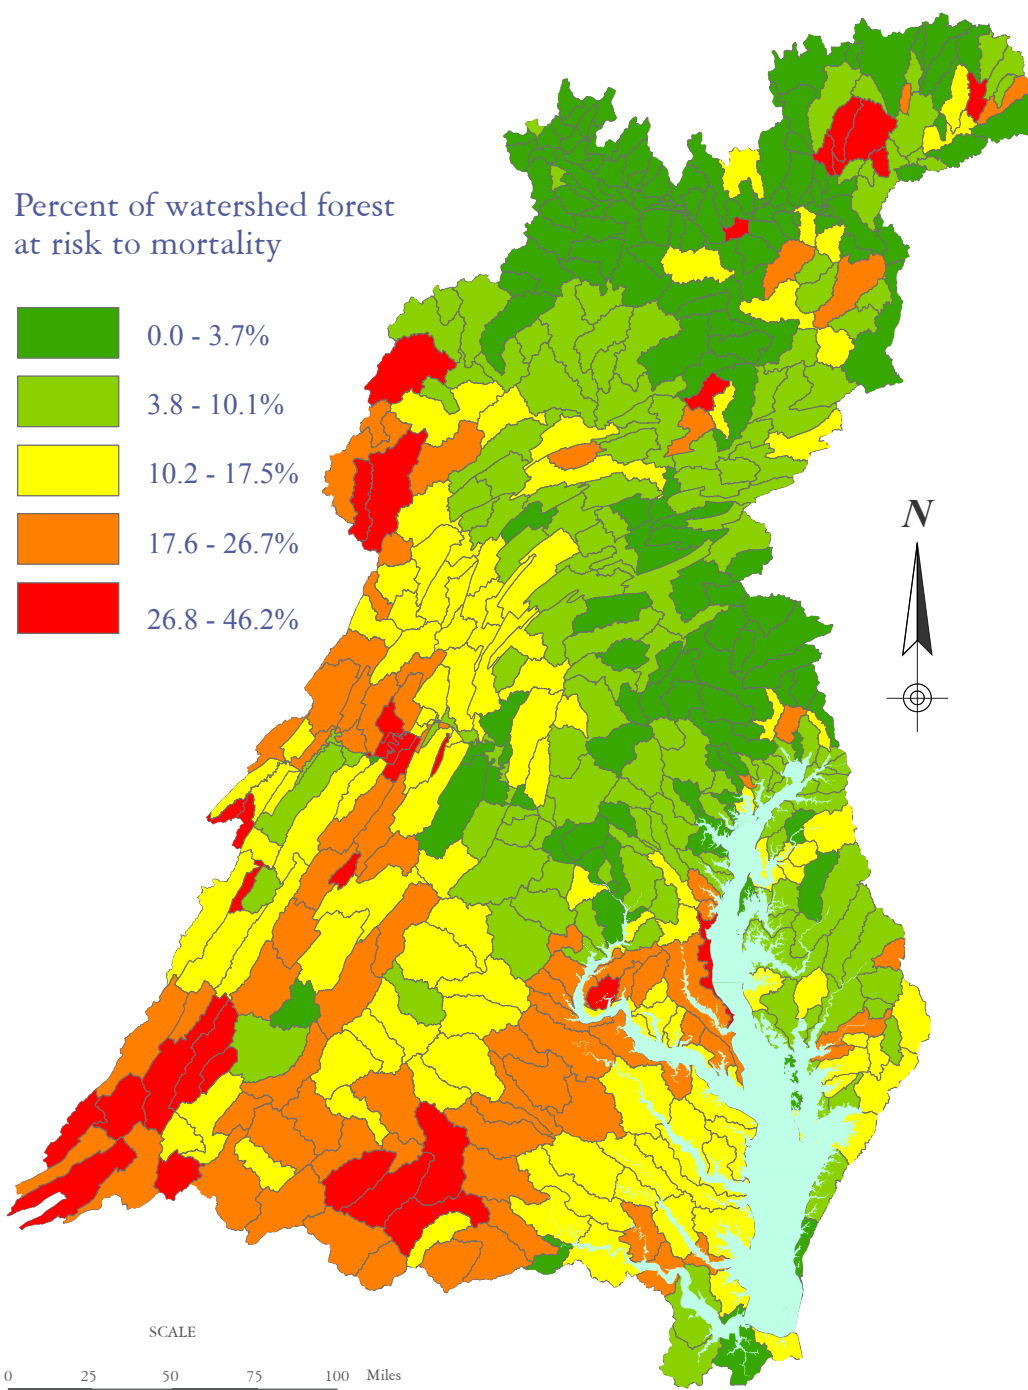 Percent of watershed forest
at risk to mortality
0.0 - 3.7%
3.8 - 10.1%
10.2 - 17.5%
17.6 - 26.7%
26.8 - 46.2%
N
SCALE
0 25 50 75 100 Miles